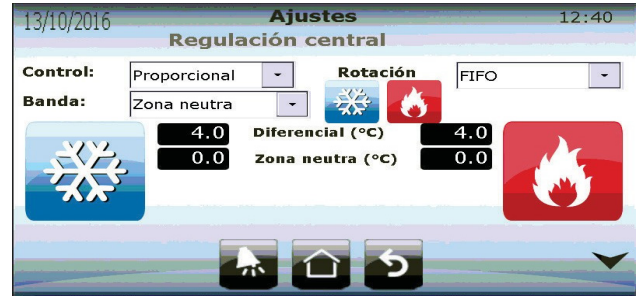 13/10/2016 Ajustes 12:40
Regulación central
Control: Proporcional Rotación FIFO
Banda: Zona neutra
4.0 Diferencial (°C) 4.0
0.0 Zona neutra (°C) 0.0